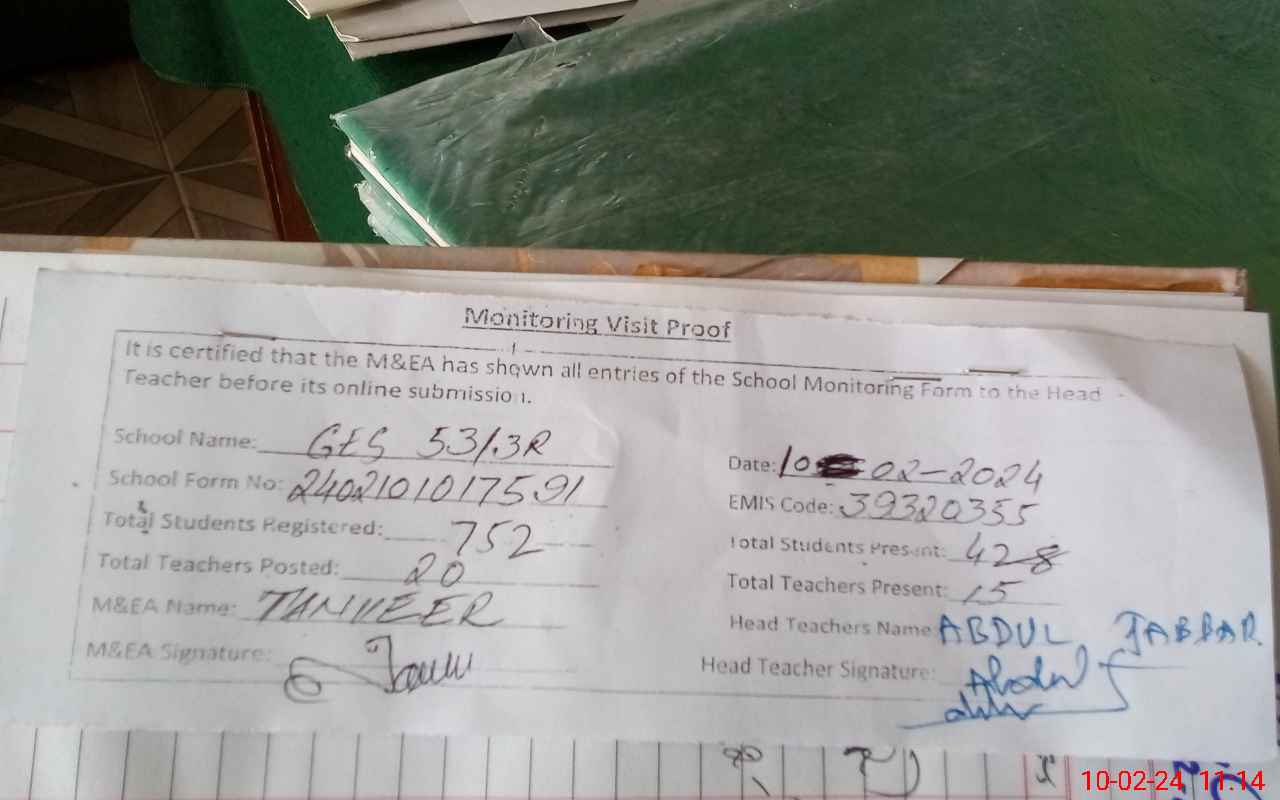 Monitoring Visit Proof
It is certified that the M&EA has shown all entries of the School Monitoring Form to the Head
Teacher before its online submission.
School Name: GES 53/.3R
Date: 10 02-2024
School Form No: 2402101017591
EMIS Code: 39320355
Total Students Registered: 752
Total Students Present: 428
Total Teachers Posted: 20
Total Teachers Present: 15
M&EA Name: TANVEER
Head Teachers Name: ABDUL JABBAR
M&EA Signature:
Head Teacher Signature:
10-02-24 11:14